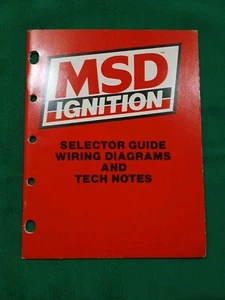 MSD
IGNITION
SELECTOR GUIDE
WIRING DIAGRAMS
AND
TECH NOTES